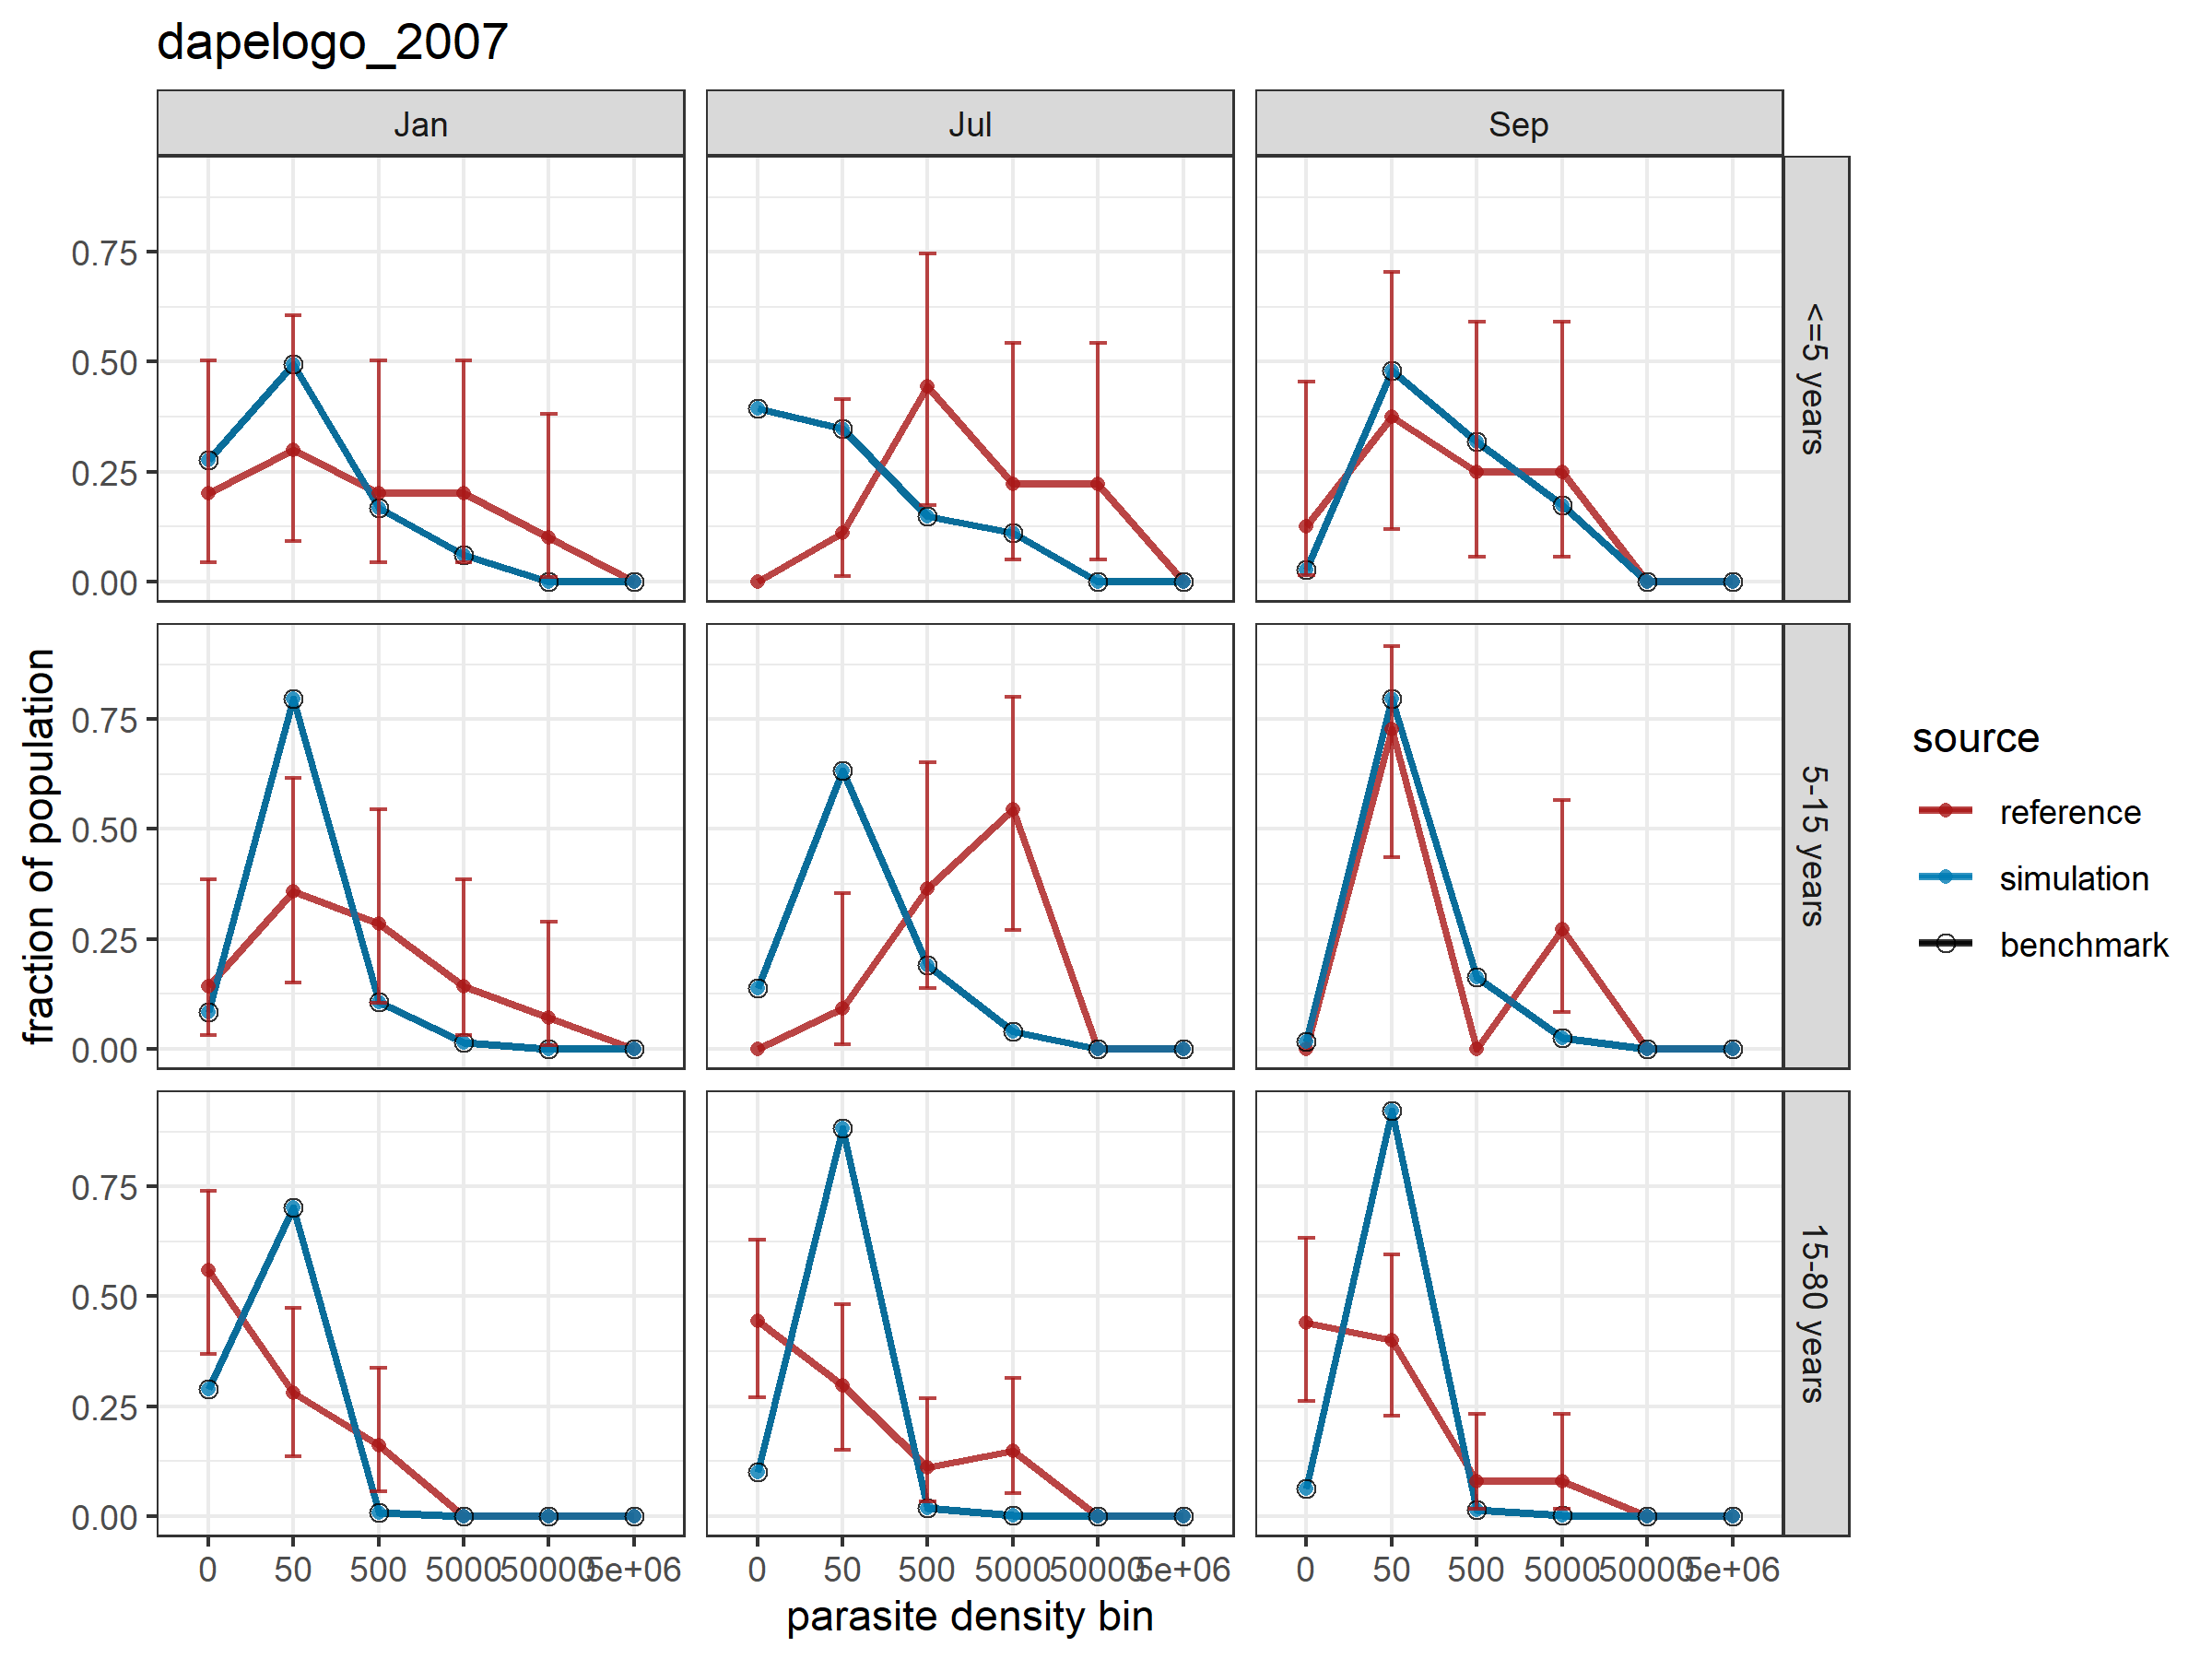 dapelogo_2007
Jan Jul Sep
0.75
0.50
0.25
0.00
<=5 years
0.75
0.50
0.25
0.00
5-15 years
0.75
0.50
0.25
0.00
15-80 years
0 50 500 5000 50000 5e+06
0 50 500 5000 50000 5e+06
0 50 500 5000 50000 5e+06
parasite density bin
fraction of population
source
reference
simulation
benchmark